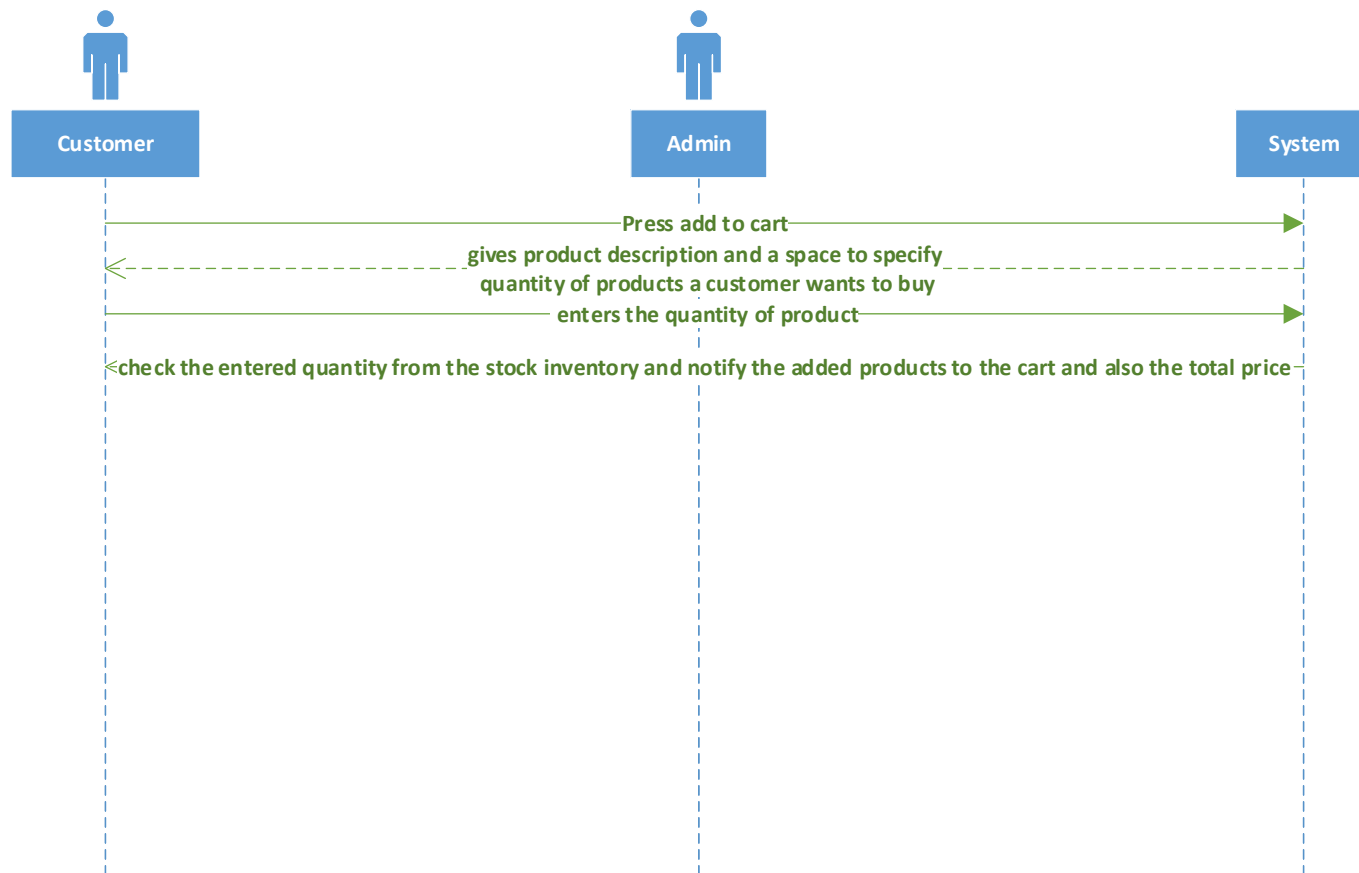 Customer
Admin
System
Press add to cart
gives product description and a space to specify
quantity of products a customer wants to buy
enters the quantity of product
check the entered quantity from the stock inventory and notify the added products to the cart and also the total price